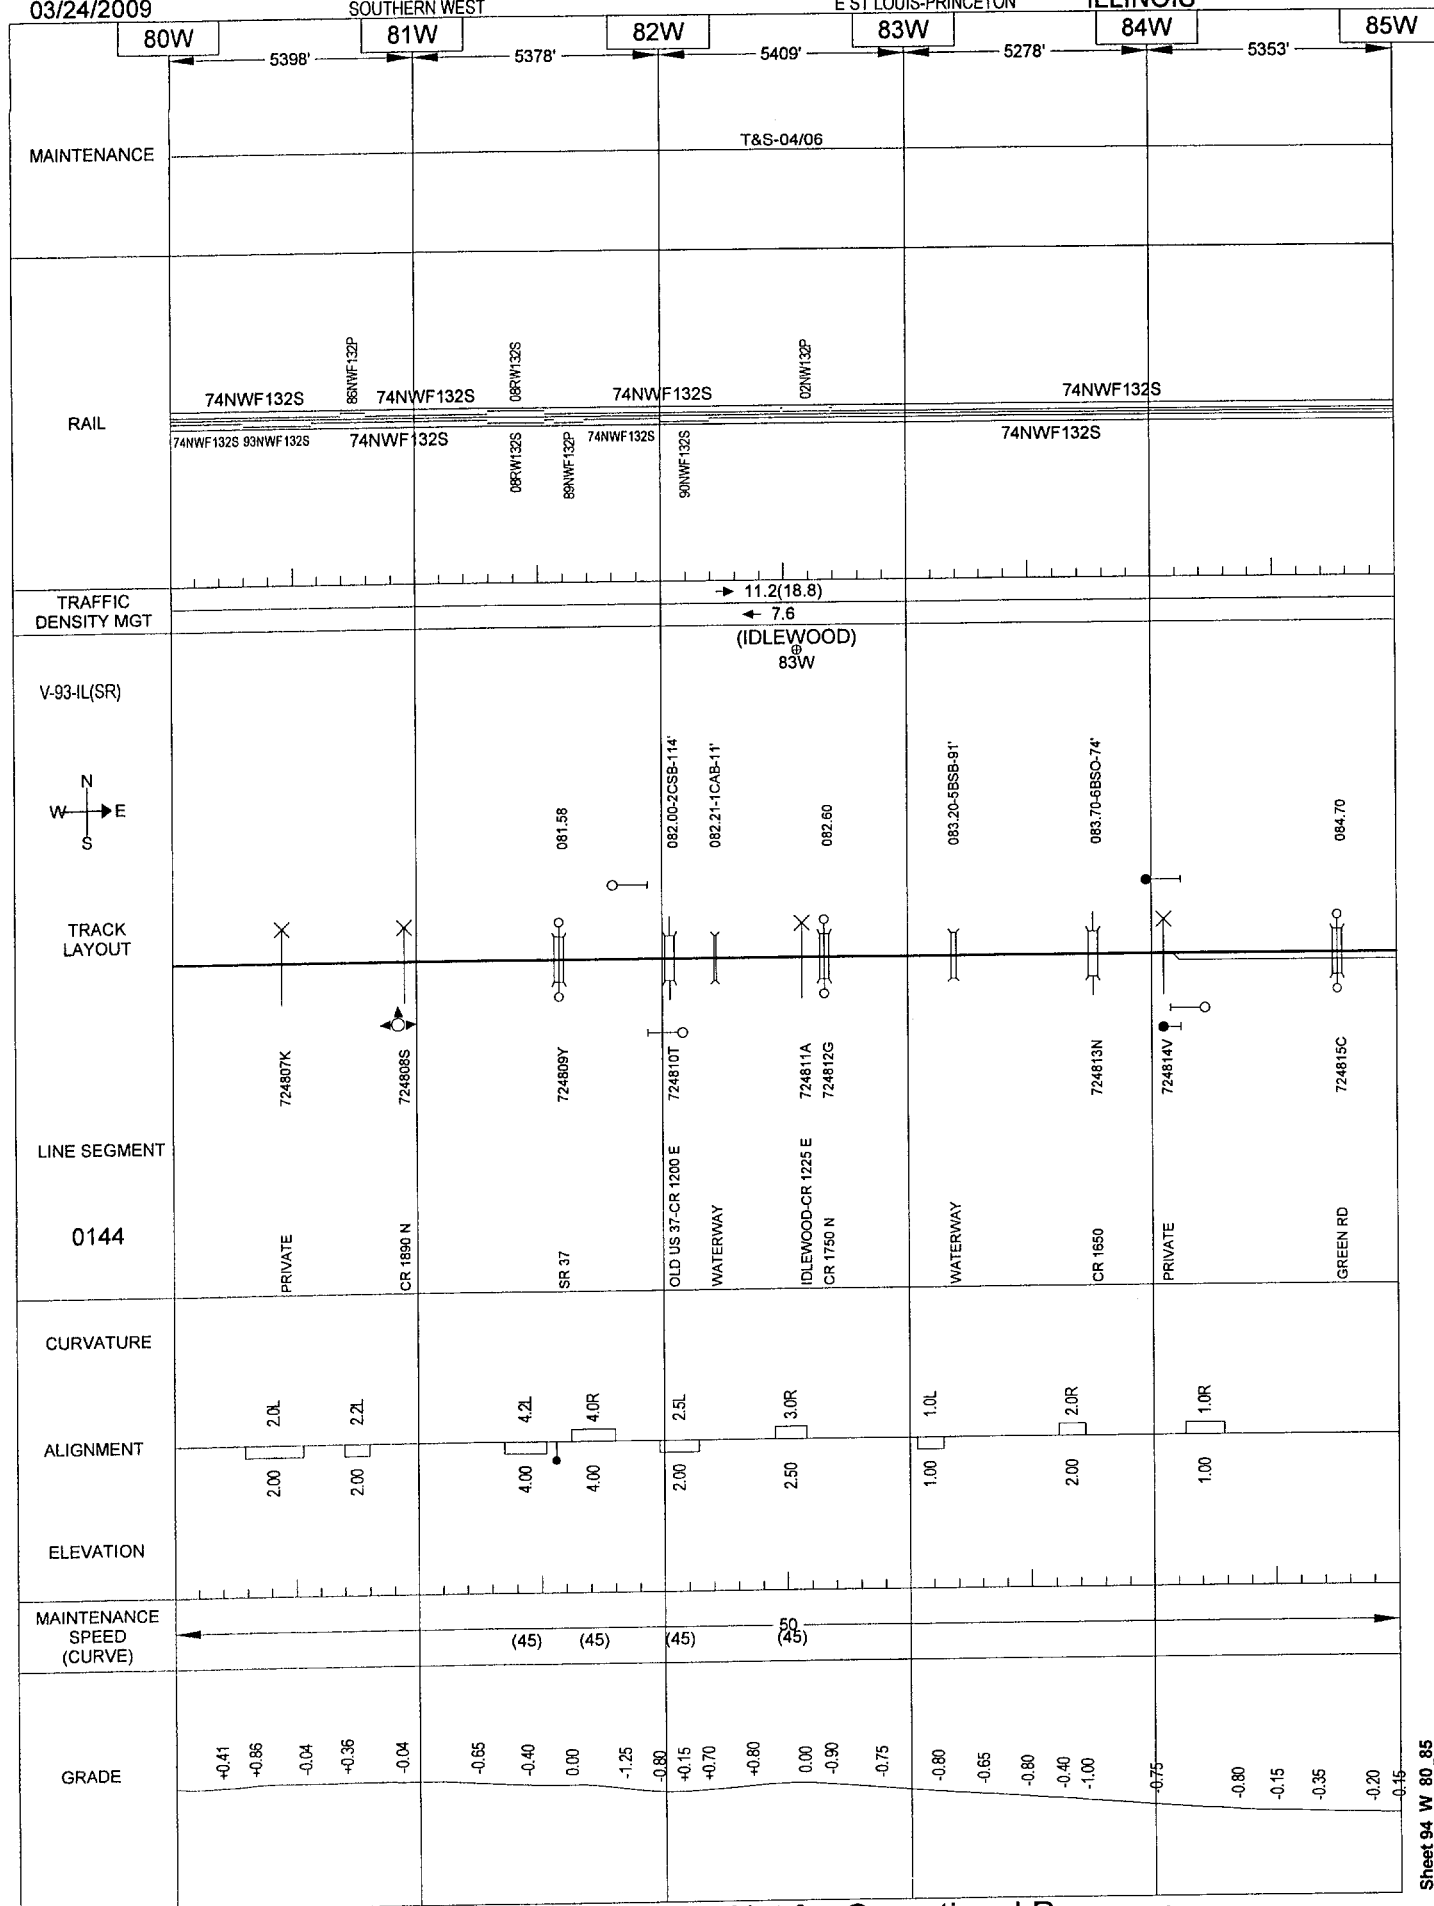 03/24/2009
SOUTHERN WEST
E ST LOUIS-PRINCETON
ILLINOIS
80W 81W 82W 83W 84W 85W
5398' 5378' 5409' 5278' 5353'
MAINTENANCE
T&S-04/06
86NWF132P 08RW132S 02NW132P
74NWF132S 74NWF132S 74NWF132S 74NWF132S
RAIL
74NWF132S 93NWF132S 74NWF132S 74NWF132S 74NWF132S
08RW132S 89NWF132P 90NWF132S
TRAFFIC
DENSITY MGT
11.2(18.8)
7.6
(IDLEWOOD)
83W
V-93-IL(SR)
N
W E
S
081.58 082.00-2CSB-114' 082.21-1CAB-11' 082.60 083.20-5BSB-91' 083.70-6BSO-74' 084.70
TRACK
LAYOUT
724807K 724808S 724809Y 724810T 724811A 724812G 724813N 724814V 724815C
LINE SEGMENT
0144
PRIVATE CR 1890 N SR 37 OLD US 37-CR 1200 E WATERWAY IDLEWOOD-CR 1225 E CR 1750 N WATERWAY CR 1650 PRIVATE GREEN RD
CURVATURE
2.0L 2.2L 4.2L 4.0R 2.5L 3.0R 1.0L 2.0R 1.0R
ALIGNMENT
2.00 2.00 4.00 4.00 2.00 2.50 1.00 2.00 1.00
ELEVATION
MAINTENANCE
SPEED
(CURVE)
50
(45) (45) (45) (45)
GRADE
+0.41 +0.86 -0.04 +0.36 -0.04 -0.65 -0.40 0.00 -1.25 -0.80 +0.15 +0.70 +0.80 0.00 -0.90 -0.75 -0.80 -0.65 -0.80 -0.40 -1.00 -0.75 -0.80 -0.15 -0.35 -0.20 -0.15
Sheet 94 W 80_85